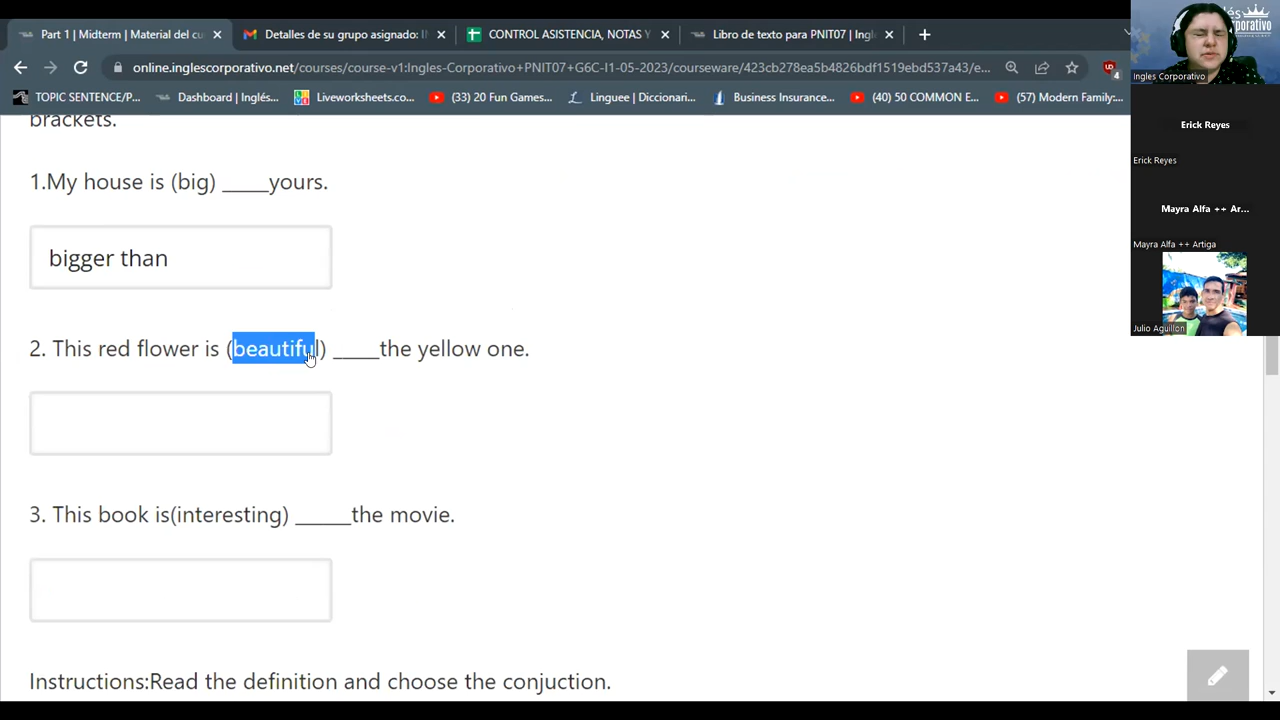 Part 1 | Midterm | Material del cu
Detalles de su grupo asignado: I
CONTROL ASISTENCIA, NOTAS Y
Libro de texto para PNIT07 | Ingl
online.inglescorporativo.net/courses/course-v1:Ingles-Corporativo+PNIT07+G6C-I1-05-2023/courseware/423cb278ea5b4826bdf1519ebd537a43/e...
TOPIC SENTENCE/P...
Dashboard | Inglés...
Liveworksheets.co...
(33) 20 Fun Games...
Linguee | Diccionari...
Business Insurance...
(40) 50 COMMON E...
(57) Modern Family:...
brackets.
1.My house is (big) _____yours.
bigger than
2. This red flower is (beautiful) _____the yellow one.
3. This book is(interesting) ______the movie.
Instructions:Read the definition and choose the conjuction.
Ingles Corporativo
Erick Reyes
Erick Reyes
Mayra Alfa ++ Ar...
Mayra Alfa ++ Artiga
Julio Aguillon